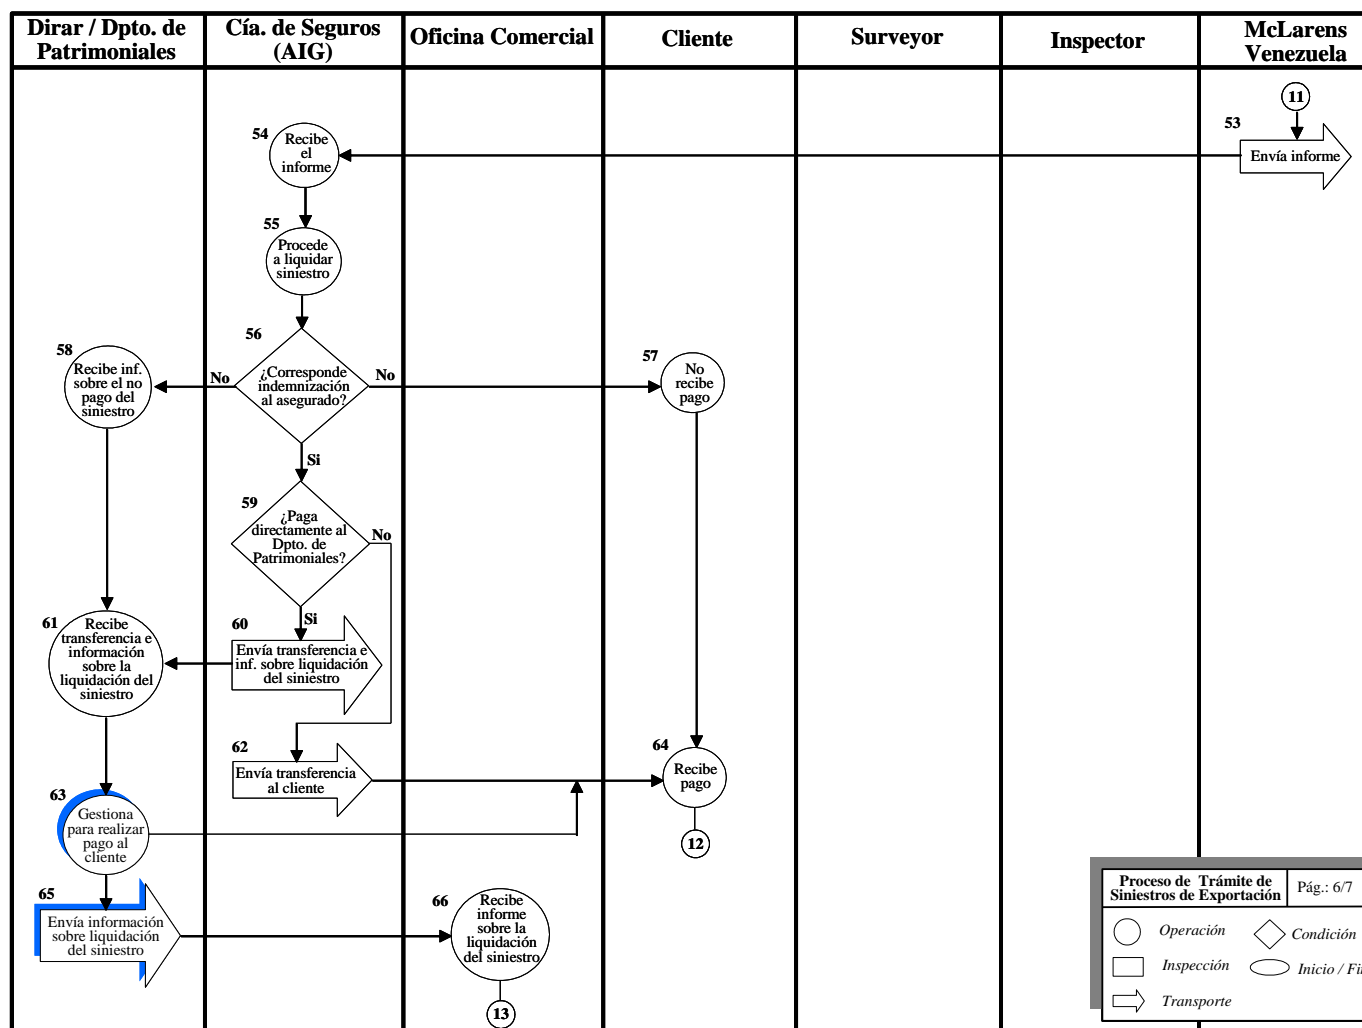 Dirar / Dpto. de
Patrimoniales
Cía. de Seguros
(AIG)
Oficina Comercial
Cliente
Surveyor
Inspector
McLarens
Venezuela
11
53
Envía informe
54
Recibe
el
informe
55
Procede
a liquidar
siniestro
56
¿Corresponde
indemnización
al asegurado?
No
No
Si
57
No
recibe
pago
58
Recibe inf.
sobre el no
pago del
siniestro
59
¿Paga
directamente al
Dpto. de
Patrimoniales?
No
Si
60
Envía transferencia e
inf. sobre liquidación
del siniestro
61
Recibe
transferencia e
información
sobre la
liquidación del
siniestro
62
Envía transferencia
al cliente
63
Gestiona
para realizar
pago al
cliente
64
Recibe
pago
12
65
Envía información
sobre liquidación
del siniestro
66
Recibe
informe
sobre la
liquidación
del siniestro
13
Proceso de Trámite de
Siniestros de Exportación
Pág.: 6/7
Operación
Condición
Inspección
Inicio / Fi
Transporte